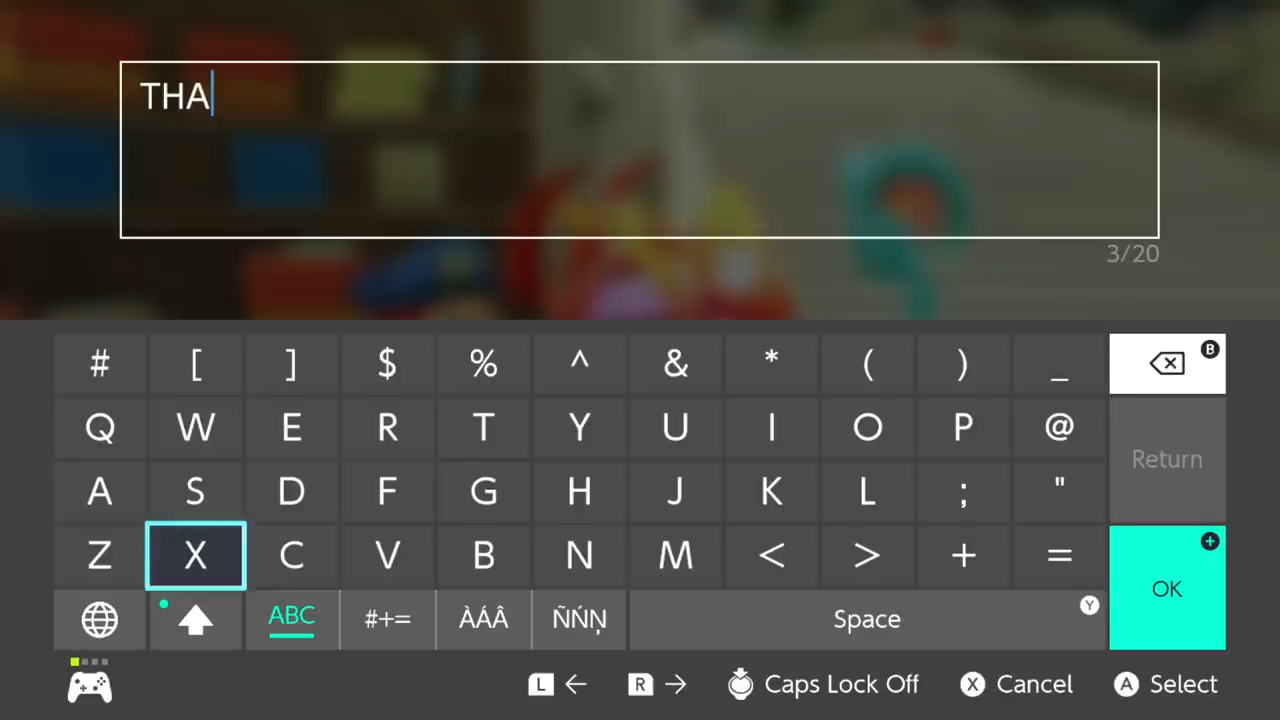 THA
3/20
# [ ] $ % ^ & * ( ) _ B
Q W E R T Y U I O P @
Return
A S D F G H J K L ; "
Z X C V B N M < > + = +
OK
ABC #+= ÀÁÂ ÑŃŅ Space Y
L ← R → Caps Lock Off X Cancel A Select